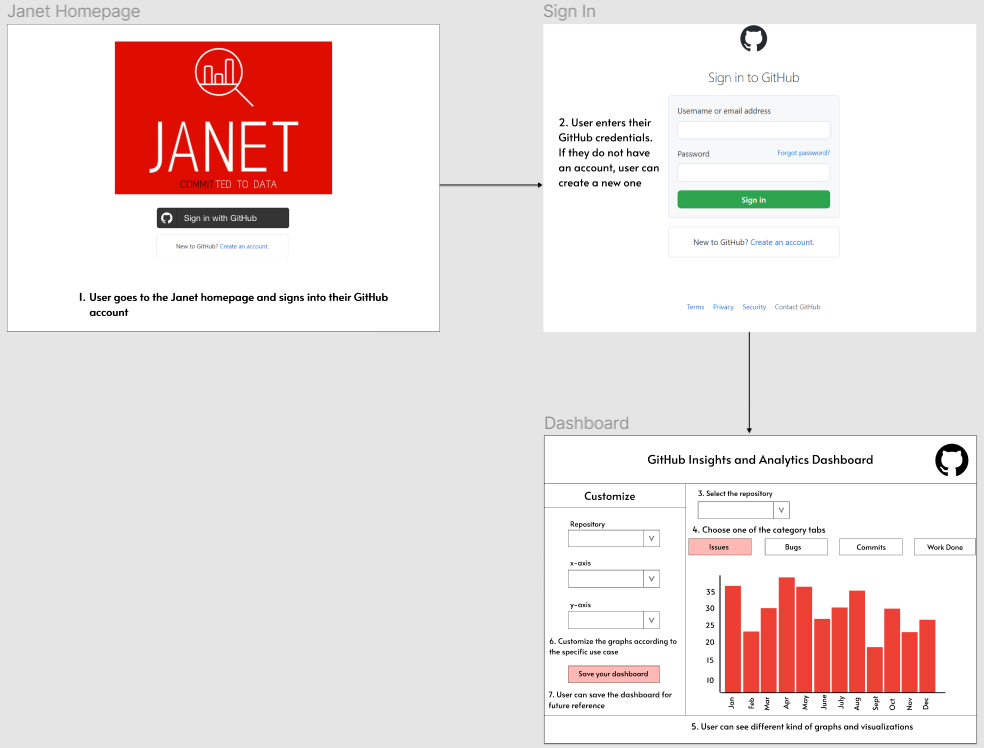 Janet Homepage
JANET
COMMITTED TO DATA
Sign in with GitHub
New to GitHub? Create an account.
1. User goes to the Janet homepage and signs into their GitHub
account
Sign In
Sign in to GitHub
2. User enters their
GitHub credentials.
If they do not have
an account, user can
create a new one
Username or email address
Password
Forgot password?
Sign in
New to GitHub? Create an account.
Terms Privacy Security Contact GitHub
Dashboard
GitHub Insights and Analytics Dashboard
Customize
Repository
V
x-axis
V
y-axis
V
6. Customize the graphs according to
the specific use case
Save your dashboard
7. User can save the dashboard for
future reference
3. Select the repository
V
4. Choose one of the category tabs
Issues Bugs Commits Work Done
35
30
25
20
15
10
Jan Feb Mar Apr May June July Aug Sept Oct Nov Dec
5. User can see different kind of graphs and visualizations